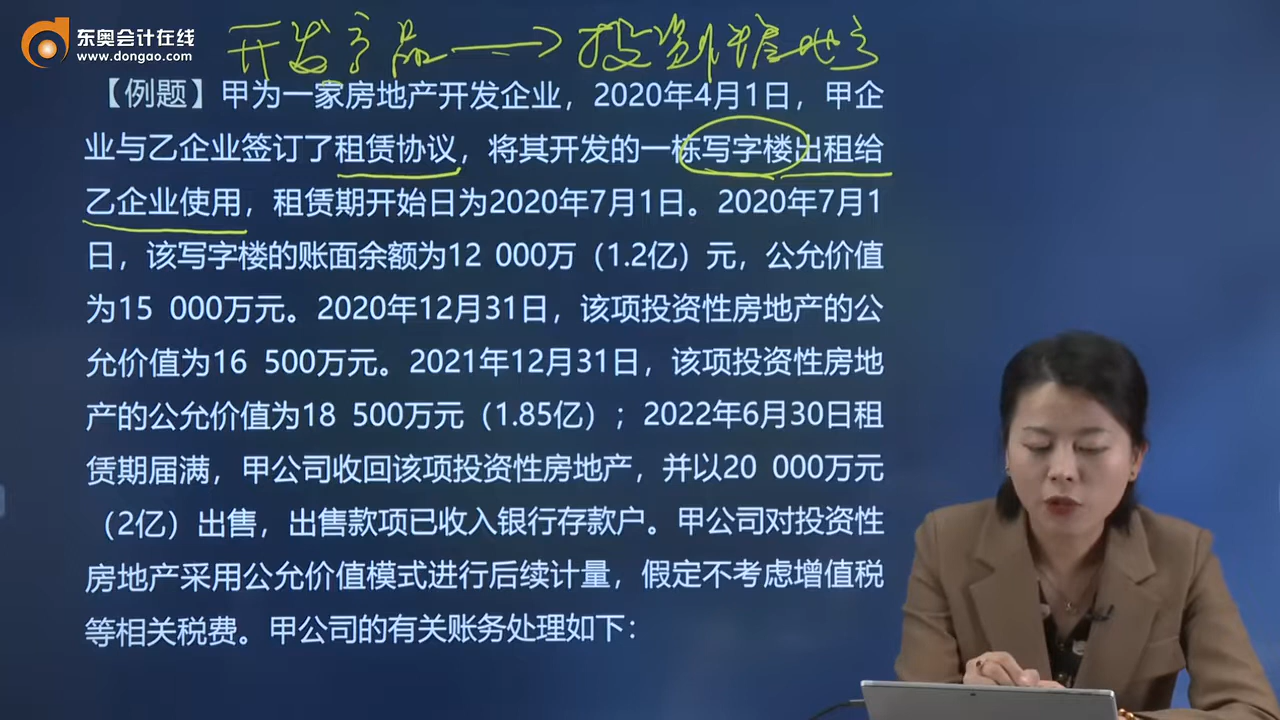 东奥会计在线
www.dongao.com
开发产品→投资性房地产
【例题】甲为一家房地产开发企业，2020年4月1日，甲企
业与乙企业签订了租赁协议，将其开发的一栋写字楼出租给
乙企业使用，租赁期开始日为2020年7月1日。2020年7月1
日，该写字楼的账面余额为12 000万（1.2亿）元，公允价值
为15 000万元。2020年12月31日，该项投资性房地产的公
允价值为16 500万元。2021年12月31日，该项投资性房地
产的公允价值为18 500万元（1.85亿）；2022年6月30日租
赁期届满，甲公司收回该项投资性房地产，并以20 000万元
（2亿）出售，出售款项已收入银行存款户。甲公司对投资性
房地产采用公允价值模式进行后续计量，假定不考虑增值税
等相关税费。甲公司的有关账务处理如下：